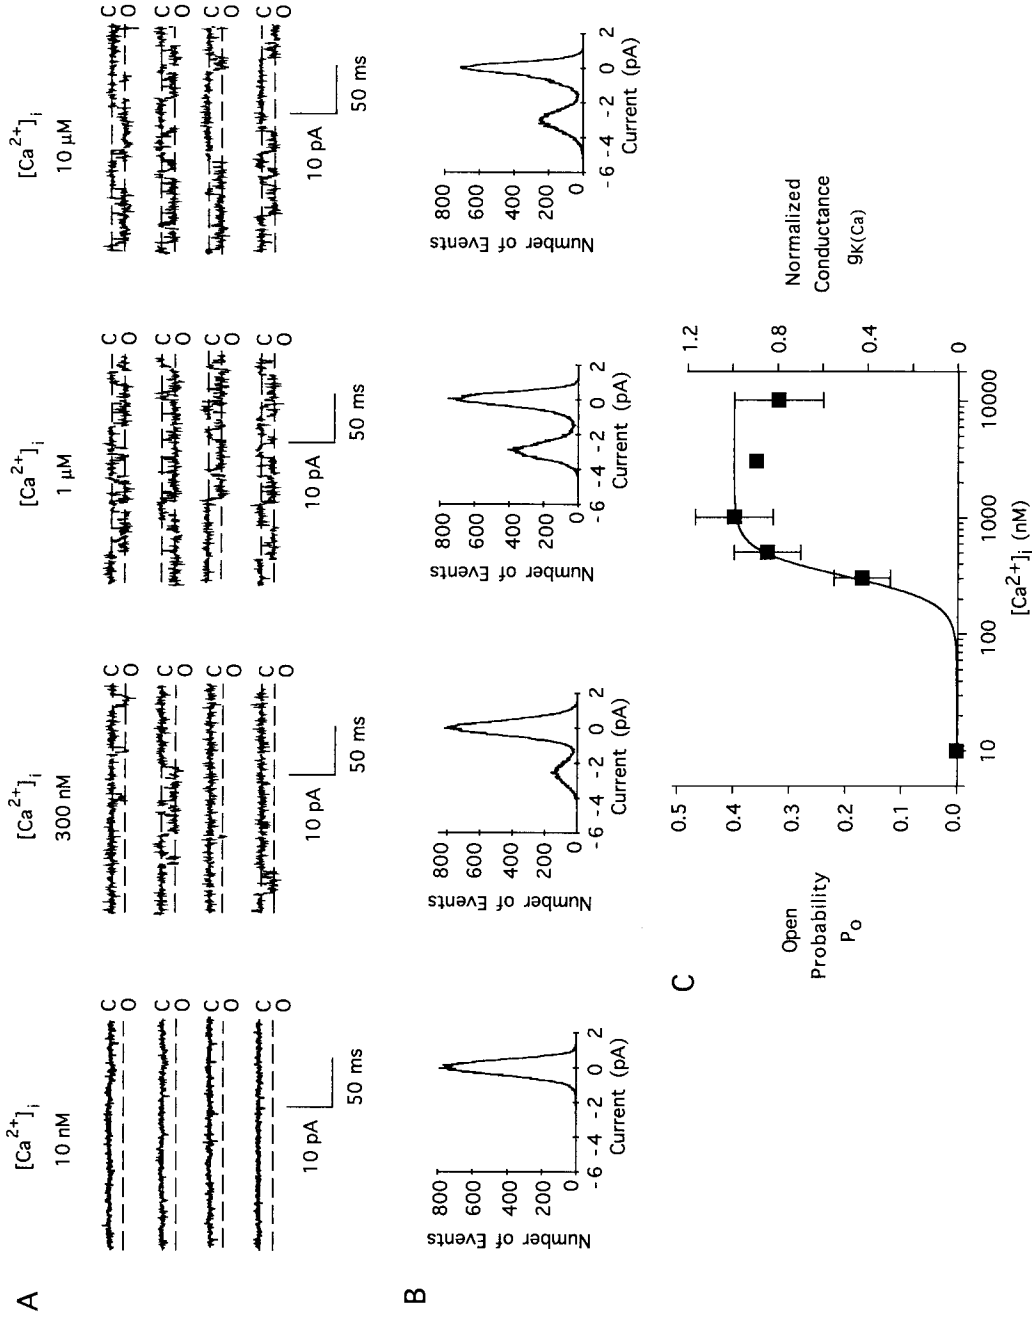 A
[Ca2+]i
10 nM
[Ca2+]i
300 nM
[Ca2+]i
1 µM
[Ca2+]i
10 µM
C
O
C
O
C
O
C
O
10 pA
50 ms
C
O
C
O
C
O
C
O
10 pA
50 ms
C
O
C
O
C
O
C
O
10 pA
50 ms
C
O
C
O
C
O
C
O
10 pA
50 ms
B
Number of Events
800
600
400
200
0
-6 -4 -2 0 2
Current (pA)
Number of Events
800
600
400
200
0
-6 -4 -2 0 2
Current (pA)
Number of Events
800
600
400
200
0
-6 -4 -2 0 2
Current (pA)
Number of Events
800
600
400
200
0
-6 -4 -2 0 2
Current (pA)
C
Open
Probability
Po
0.5
0.4
0.3
0.2
0.1
0.0
10 100 1000 10000
[Ca2+]i (nM)
1.2
0.8
0.4
0
Normalized
Conductance
gK(Ca)